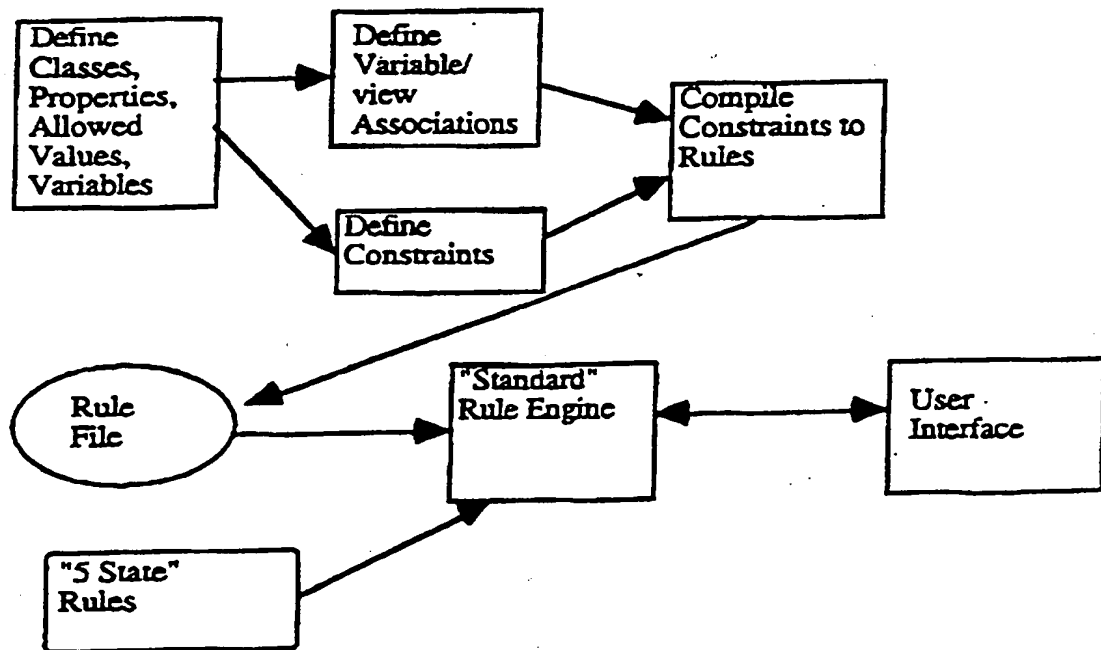 Define
Classes,
Properties,
Allowed
Values,
Variables
Define
Variable/
view
Associations
Define
Constraints
Compile
Constraints to
Rules
Rule
File
"Standard"
Rule Engine
User
Interface
"5 State"
Rules